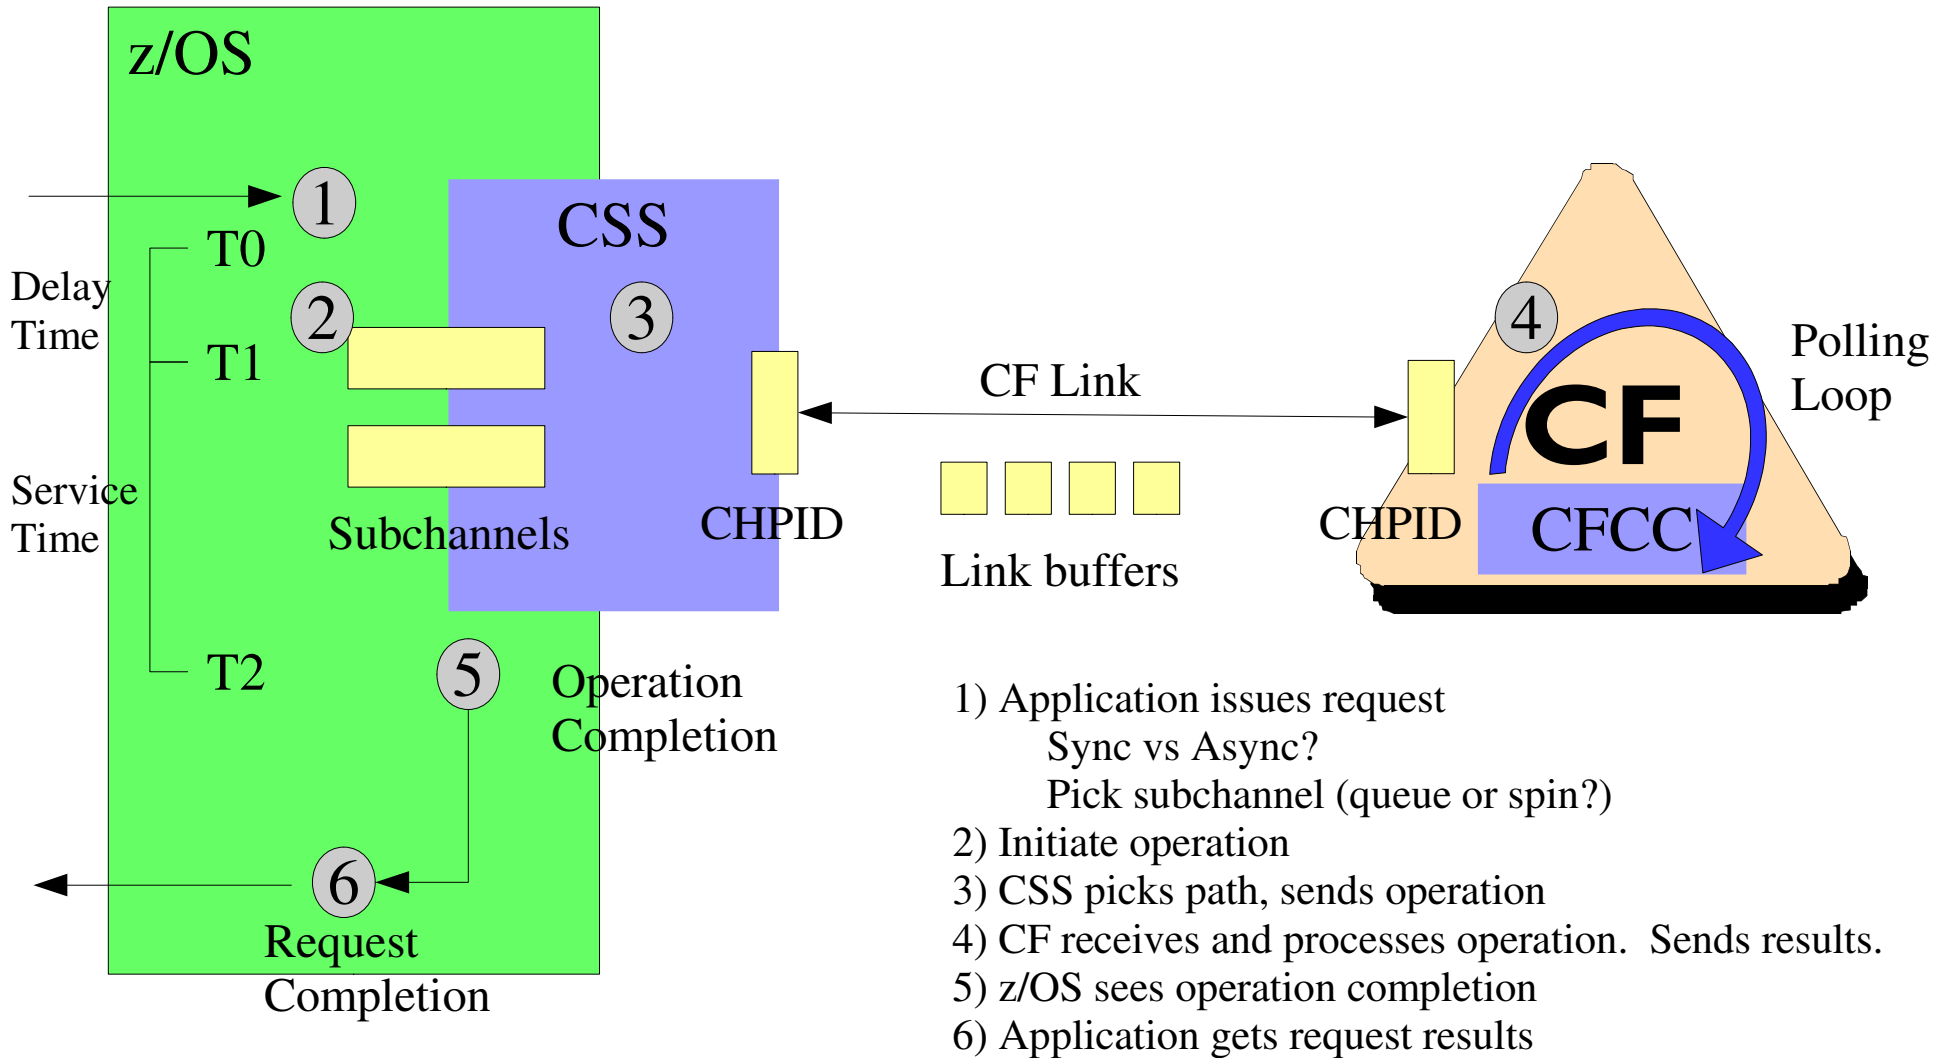 z/OS
1
T0
Delay
Time
2
T1
Service
Time
Subchannels
T2
5
Operation
Completion
6
Request
Completion
CSS
3
CHPID
CF Link
Link buffers
4
CF
Polling
Loop
CHPID
CFCC
1) Application issues request
Sync vs Async?
Pick subchannel (queue or spin?)
2) Initiate operation
3) CSS picks path, sends operation
4) CF receives and processes operation. Sends results.
5) z/OS sees operation completion
6) Application gets request results